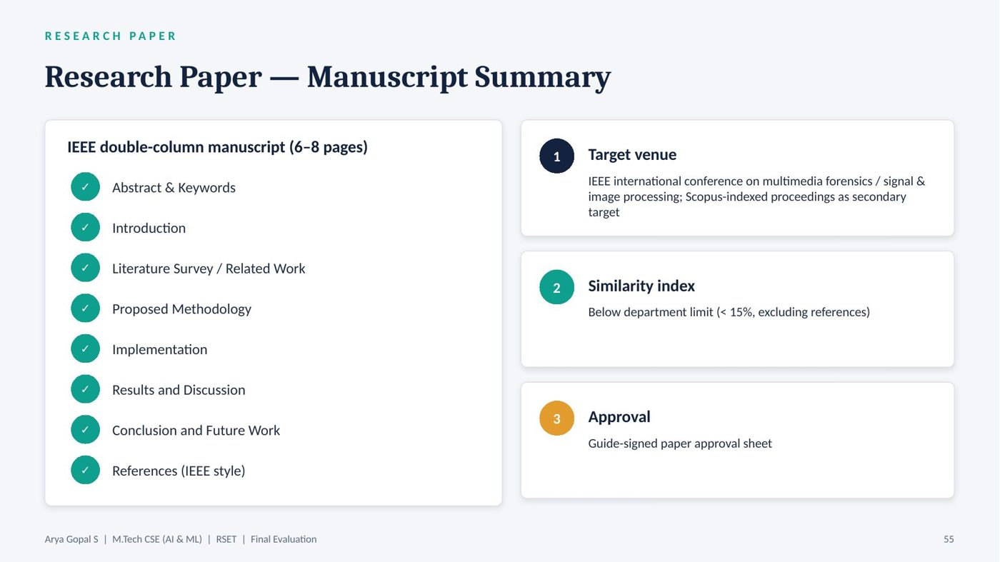 RESEARCH PAPER
Research Paper — Manuscript Summary
IEEE double-column manuscript (6–8 pages)
✓ Abstract & Keywords
✓ Introduction
✓ Literature Survey / Related Work
✓ Proposed Methodology
✓ Implementation
✓ Results and Discussion
✓ Conclusion and Future Work
✓ References (IEEE style)
1 Target venue
IEEE international conference on multimedia forensics / signal &
image processing; Scopus-indexed proceedings as secondary
target
2 Similarity index
Below department limit (< 15%, excluding references)
3 Approval
Guide-signed paper approval sheet
Arya Gopal S | M.Tech CSE (AI & ML) | RSET | Final Evaluation
55